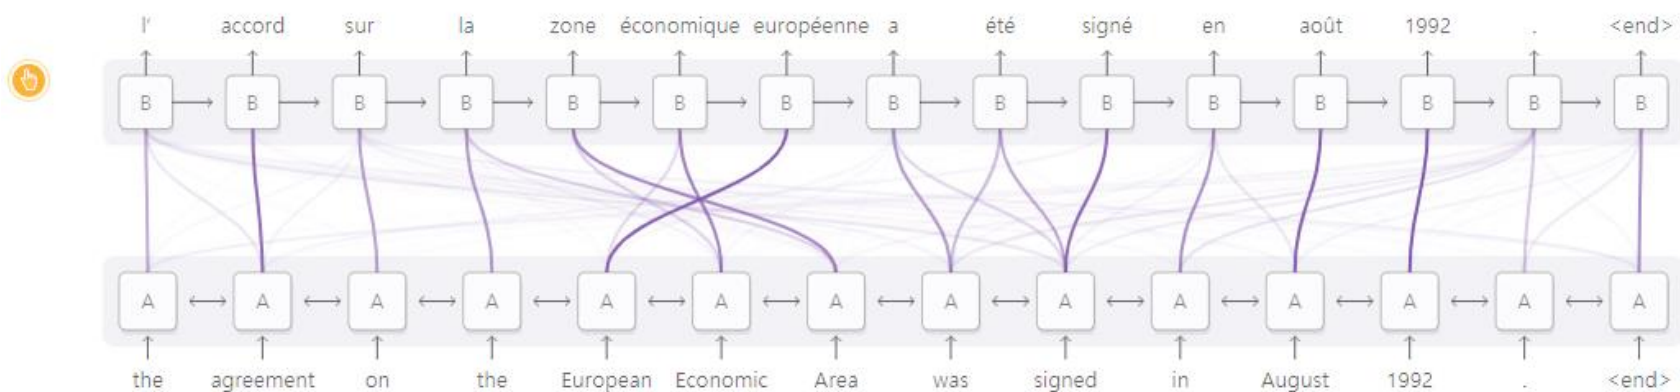 l' accord sur la zone économique européenne a été signé en août 1992 . <end>
B B B B B B B B B B B B B B B
A A A A A A A A A A A A A A
the agreement on the European Economic Area was signed in August 1992 . <end>